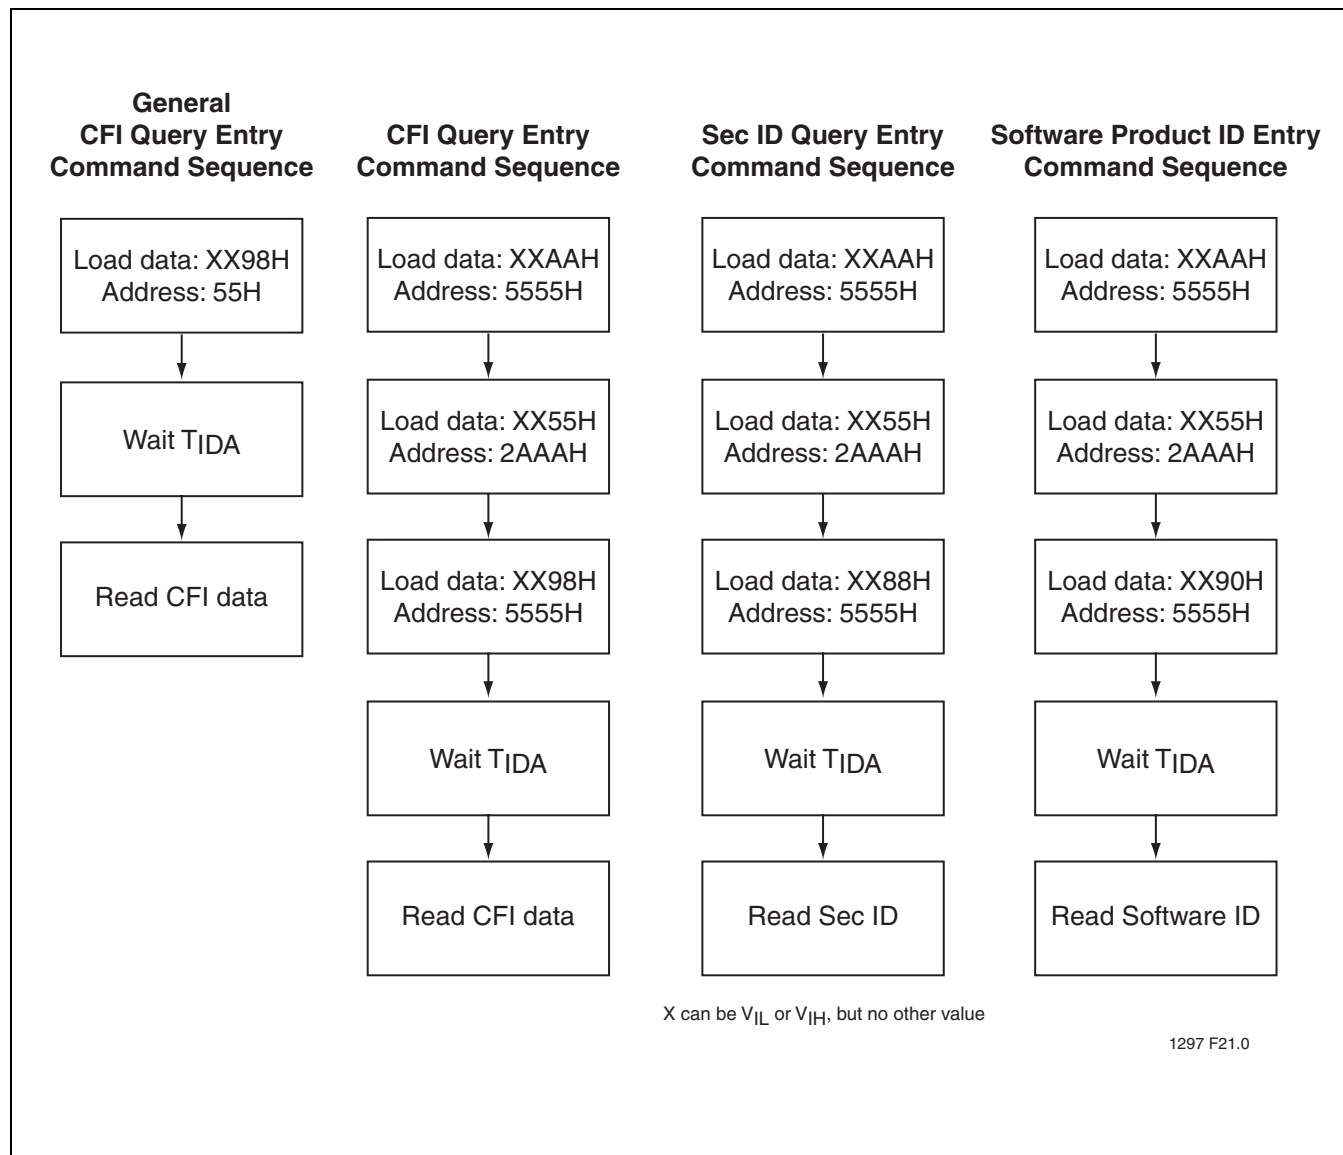 General
CFI Query Entry
Command Sequence
Load data: XX98H
Address: 55H
Wait TIDA
Read CFI data
CFI Query Entry
Command Sequence
Load data: XXAAH
Address: 5555H
Load data: XX55H
Address: 2AAAH
Load data: XX98H
Address: 5555H
Wait TIDA
Read CFI data
Sec ID Query Entry
Command Sequence
Load data: XXAAH
Address: 5555H
Load data: XX55H
Address: 2AAAH
Load data: XX88H
Address: 5555H
Wait TIDA
Read Sec ID
Software Product ID Entry
Command Sequence
Load data: XXAAH
Address: 5555H
Load data: XX55H
Address: 2AAAH
Load data: XX90H
Address: 5555H
Wait TIDA
Read Software ID
X can be VIL or VIH, but no other value
1297 F21.0